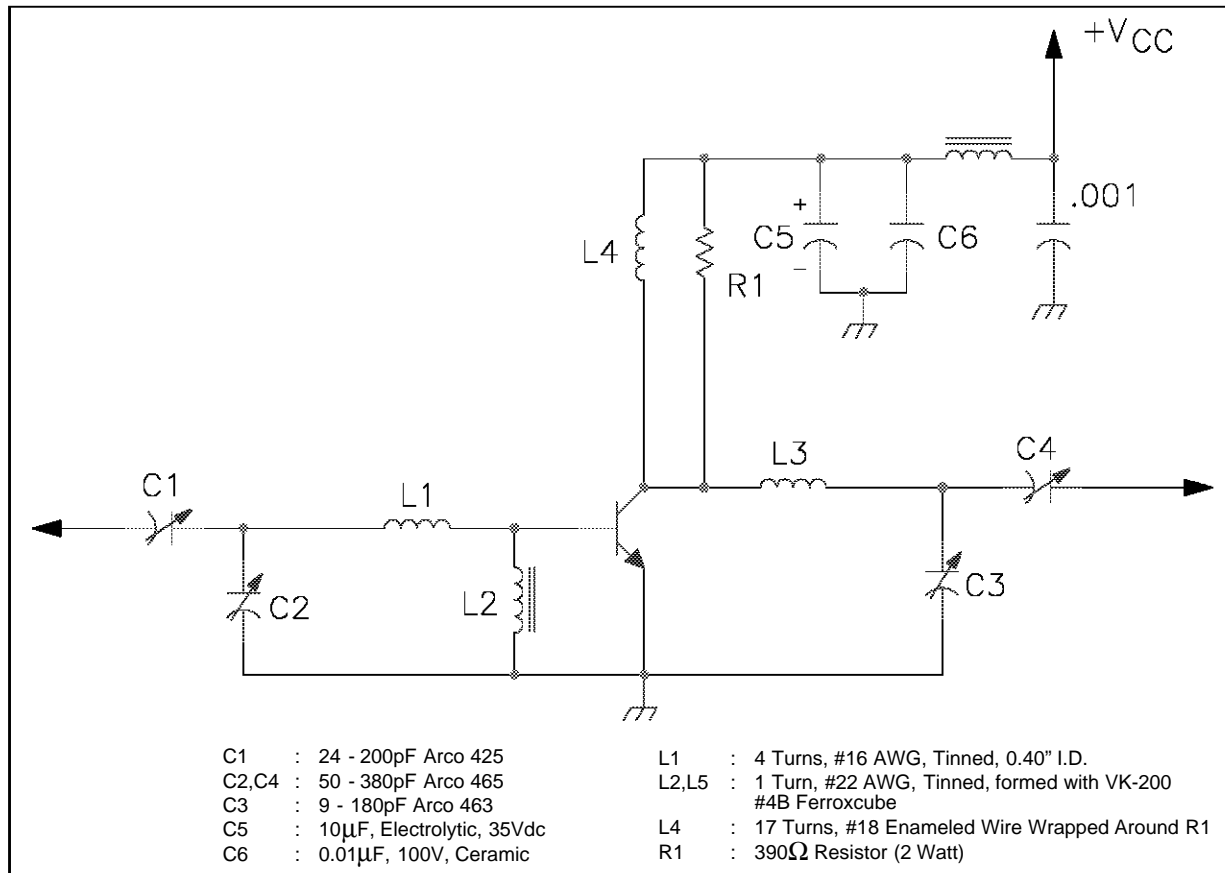 +VCC
.001
L4
R1
+
C5
–
C6
L3
C4
C1
L1
C2
L2
C3
C1 : 24 - 200pF Arco 425
C2,C4 : 50 - 380pF Arco 465
C3 : 9 - 180pF Arco 463
C5 : 10µF, Electrolytic, 35Vdc
C6 : 0.01µF, 100V, Ceramic
L1 : 4 Turns, #16 AWG, Tinned, 0.40” I.D.
L2,L5 : 1 Turn, #22 AWG, Tinned, formed with VK-200
#4B Ferroxcube
L4 : 17 Turns, #18 Enameled Wire Wrapped Around R1
R1 : 390Ω Resistor (2 Watt)